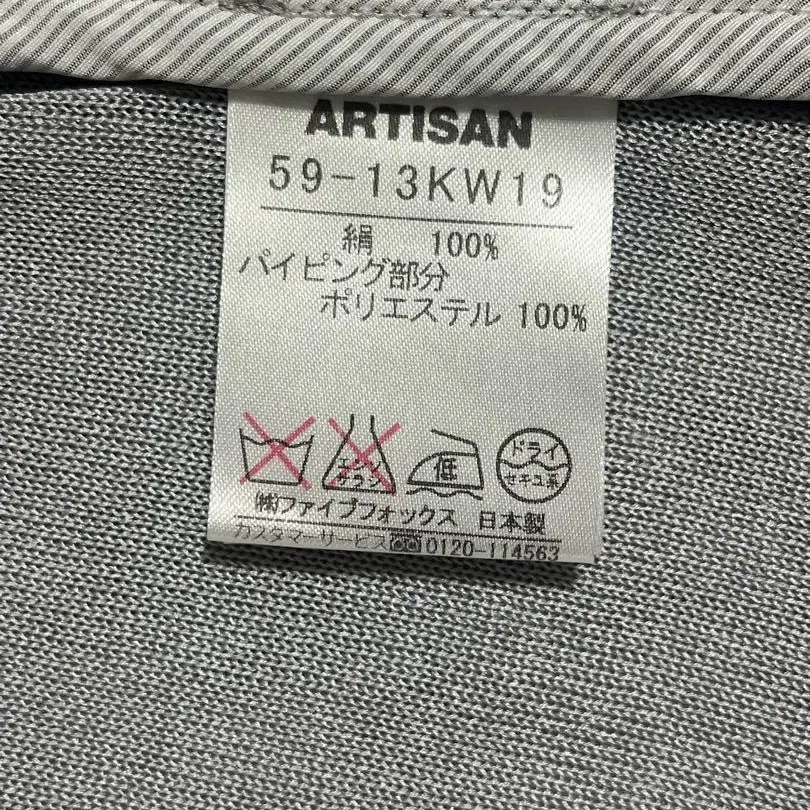 ARTISAN
59-13KW19
絹 100%
パイピング部分
ポリエステル 100%
エンソ
サラシ
低
ドライ
セキユ系
㈱ファイブフォックス 日本製
カスタマーサービス 0120-114563